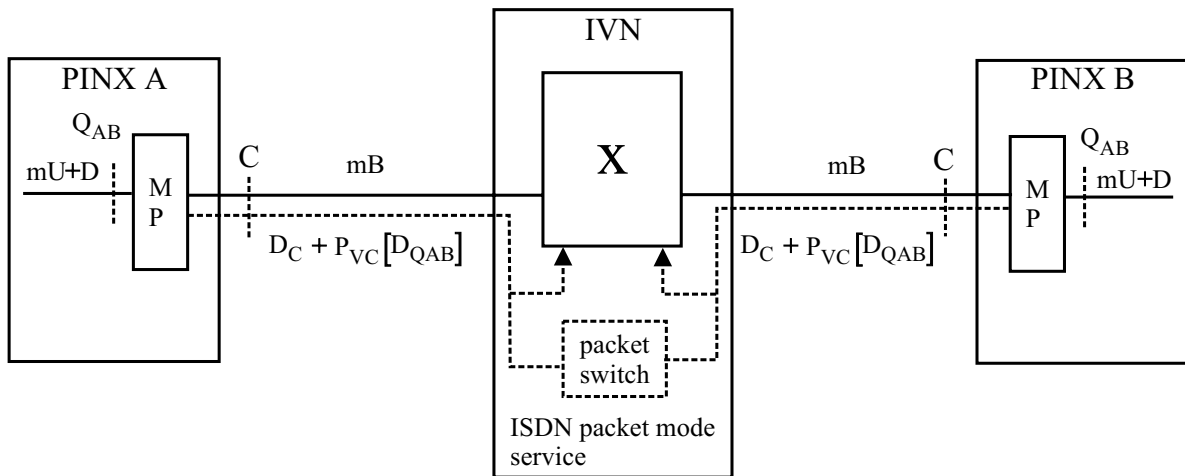 IVN
PINX A
PINX B
Q_AB
C
C
Q_AB
mU+D
M
P
mB
X
mB
M
P
mU+D
D_C + P_VC [D_QAB]
D_C + P_VC [D_QAB]
packet
switch
ISDN packet mode
service